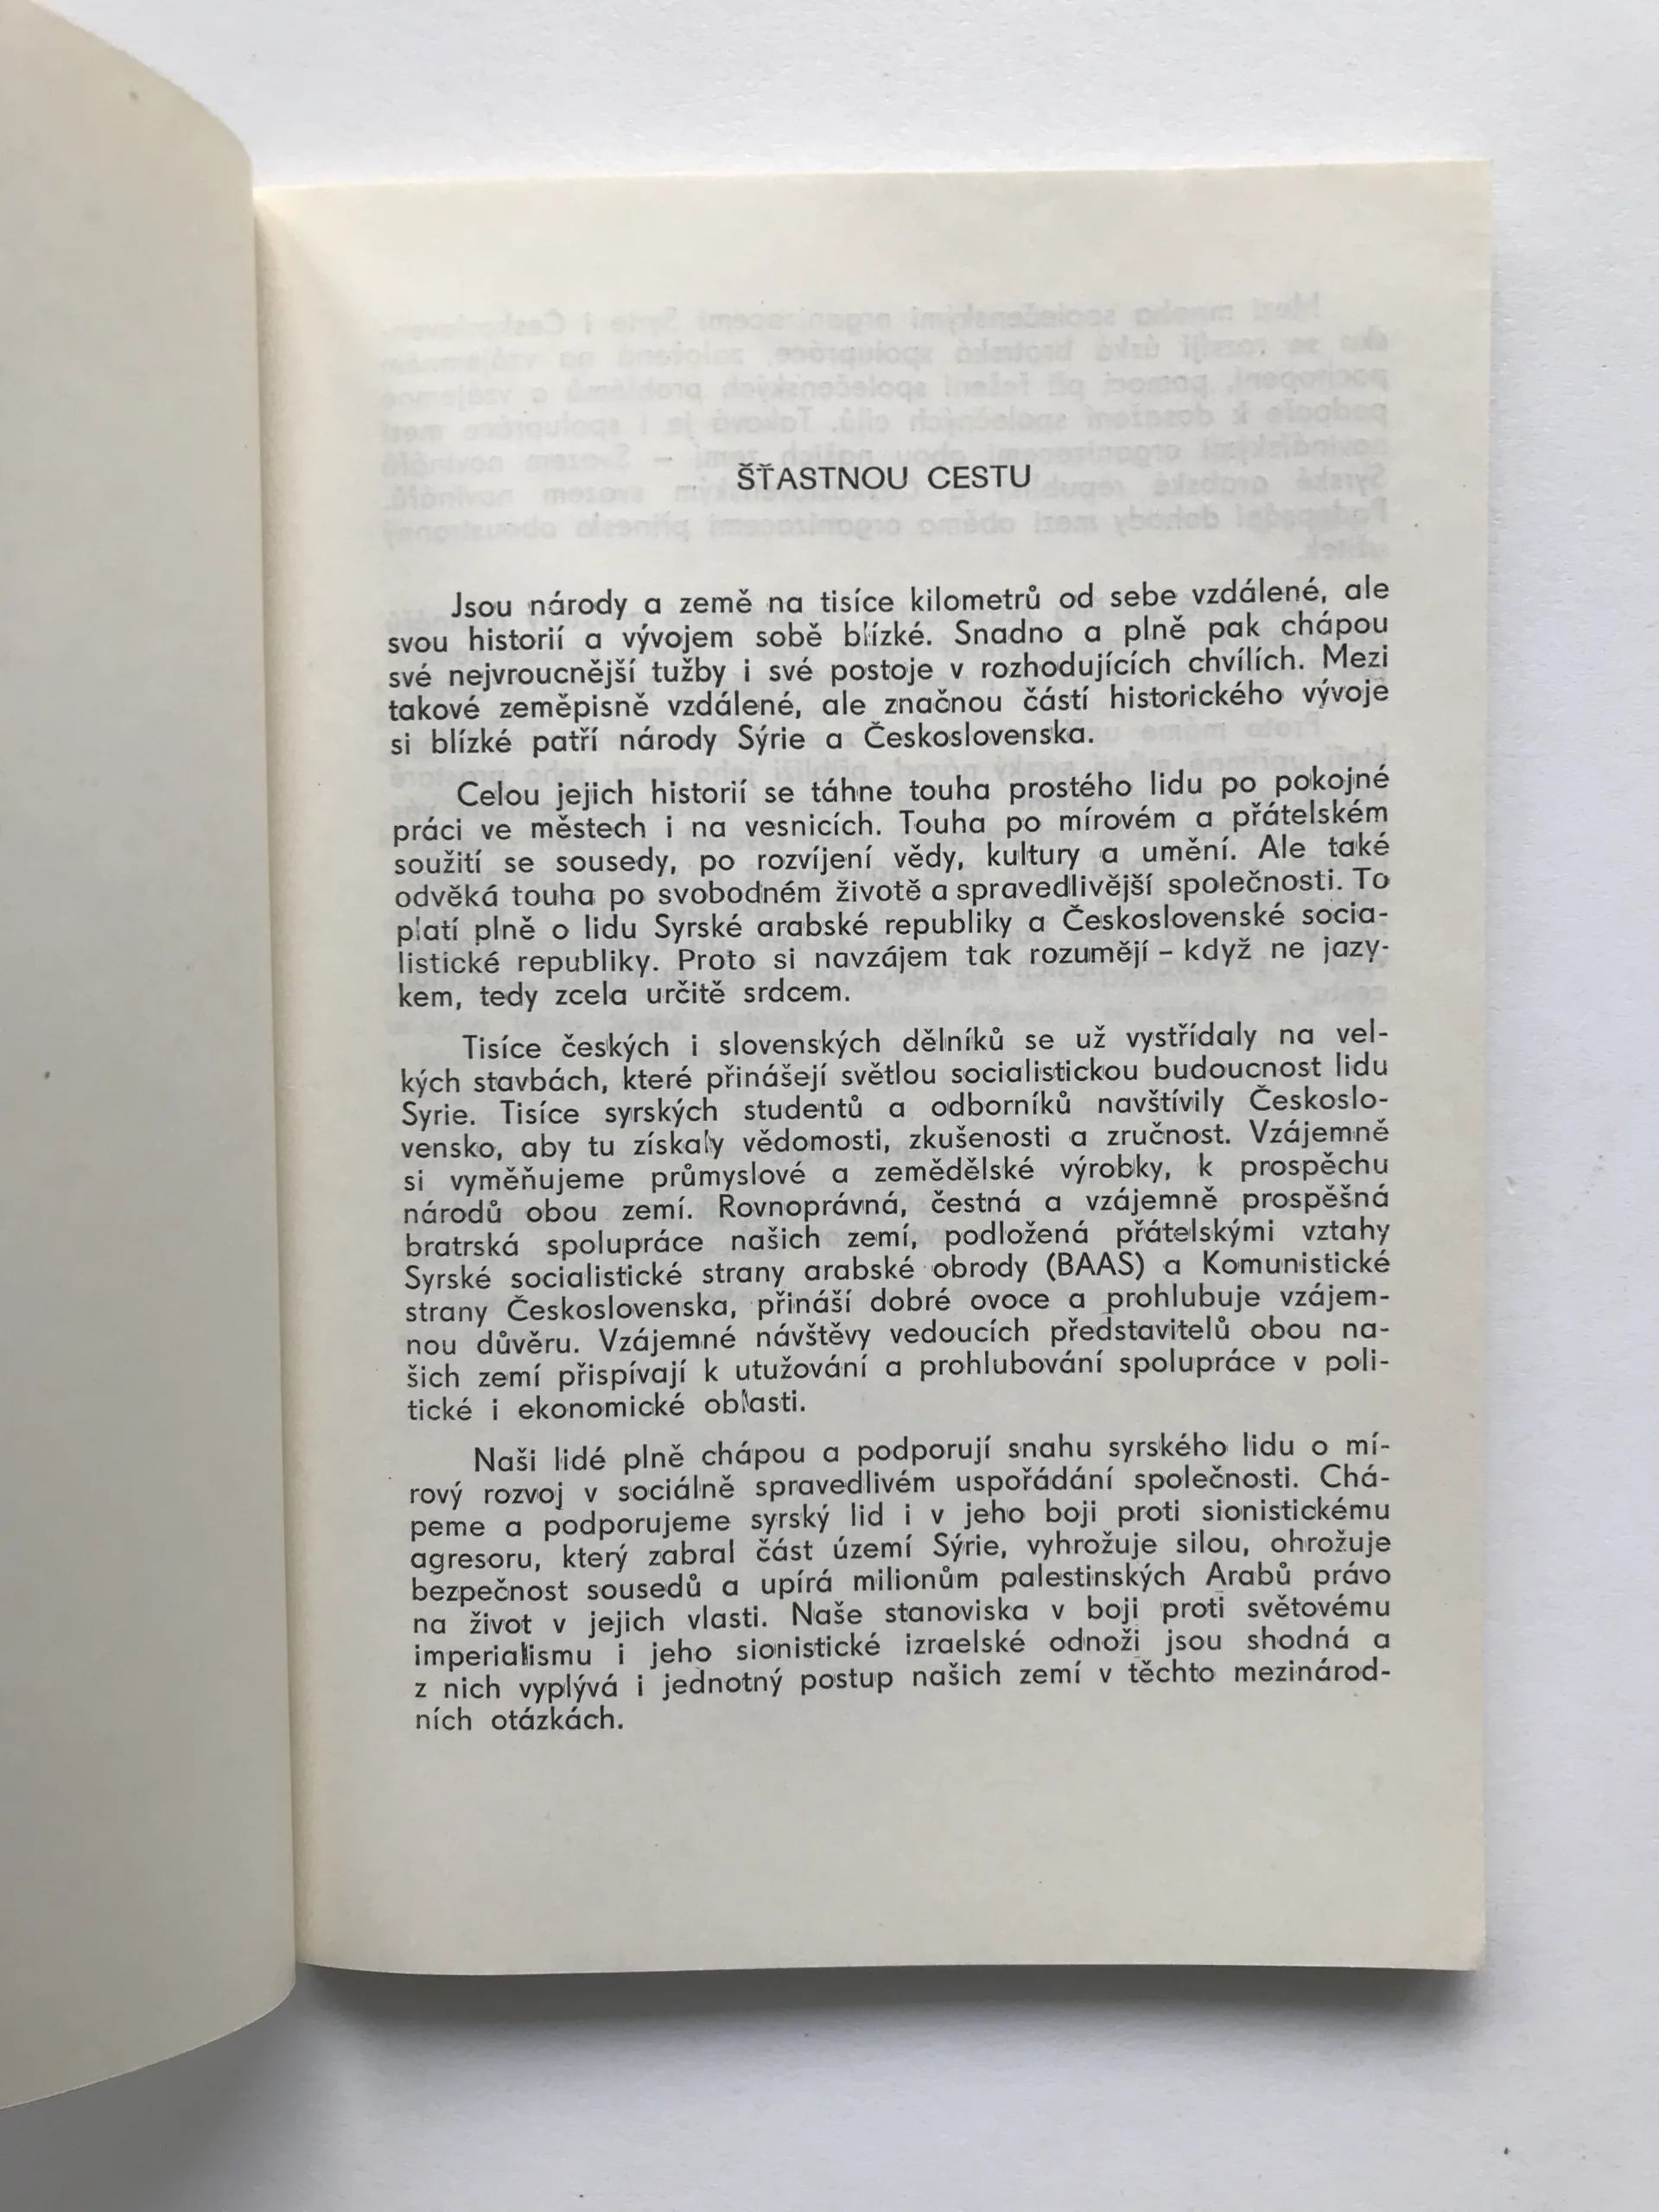 ŠŤASTNOU CESTU
Jsou národy a země na tisíce kilometrů od sebe vzdálené, ale
svou historií a vývojem sobě blízké. Snadno a plně pak chápou
své nejvroucnější tužby i své postoje v rozhodujících chvílích. Mezi
takové zeměpisně vzdálené, ale značnou částí historického vývoje
si blízké patří národy Sýrie a Československa.
Celou jejich historií se táhne touha prostého lidu po pokojné
práci ve městech i na vesnicích. Touha po mírovém a přátelském
soužití se sousedy, po rozvíjení vědy, kultury a umění. Ale také
odvěká touha po svobodném životě a spravedlivější společnosti. To
platí plně o lidu Syrské arabské republiky a Československé socia-
listické republiky. Proto si navzájem tak rozumějí – když ne jazy-
kem, tedy zcela určitě srdcem.
Tisíce českých i slovenských dělníků se už vystřídaly na vel-
kých stavbách, které přinášejí světlou socialistickou budoucnost lidu
Syrie. Tisíce syrských studentů a odborníků navštívily Českoslo-
vensko, aby tu získaly vědomosti, zkušenosti a zručnost. Vzájemně
si vyměňujeme průmyslové a zemědělské výrobky, k prospěchu
národů obou zemí. Rovnoprávná, čestná a vzájemně prospěšná
bratrská spolupráce našich zemí, podložená přátelskými vztahy
Syrské socialistické strany arabské obrody (BAAS) a Komunistické
strany Československa, přináší dobré ovoce a prohlubuje vzájem-
nou důvěru. Vzájemné návštěvy vedoucích představitelů obou na-
šich zemí přispívají k utužování a prohlubování spolupráce v poli-
tické i ekonomické oblasti.
Naši lidé plně chápou a podporují snahu syrského lidu o mí-
rový rozvoj v sociálně spravedlivém uspořádání společnosti. Chá-
peme a podporujeme syrský lid i v jeho boji proti sionistickému
agresoru, který zabral část území Sýrie, vyhrožuje silou, ohrožuje
bezpečnost sousedů a upírá milionům palestinských Arabů právo
na život v jejich vlasti. Naše stanoviska v boji proti světovému
imperialismu i jeho sionistické izraelské odnoži jsou shodná a
z nich vyplývá i jednotný postup našich zemí v těchto mezinárod-
ních otázkách.